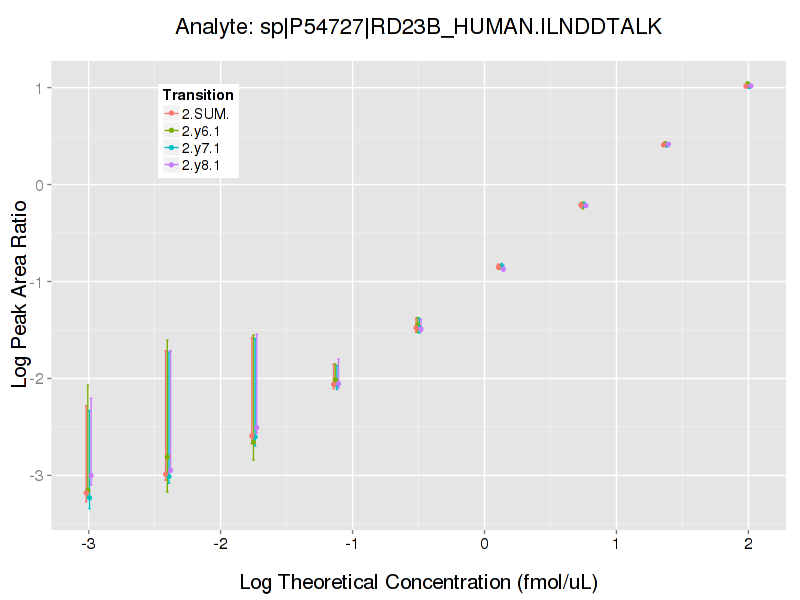 Analyte: sp|P54727|RD23B_HUMAN.ILNDDTALK
Transition
2.SUM.
2.y6.1
2.y7.1
2.y8.1
Log Peak Area Ratio
1
0
-1
-2
-3
-3 -2 -1 0 1 2
Log Theoretical Concentration (fmol/uL)